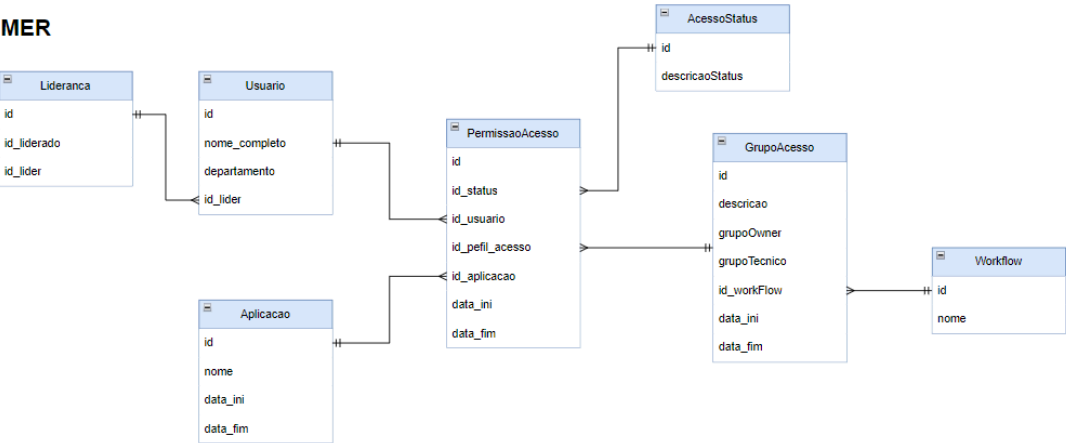 MER
Lideranca
id
id_liderado
id_lider
Usuario
id
nome_completo
departamento
id_lider
Aplicacao
id
nome
data_ini
data_fim
PermissaoAcesso
id
id_status
id_usuario
id_pefil_acesso
id_aplicacao
data_ini
data_fim
AcessoStatus
id
descricaoStatus
GrupoAcesso
id
descricao
grupoOwner
grupoTecnico
id_workFlow
data_ini
data_fim
Workflow
id
nome